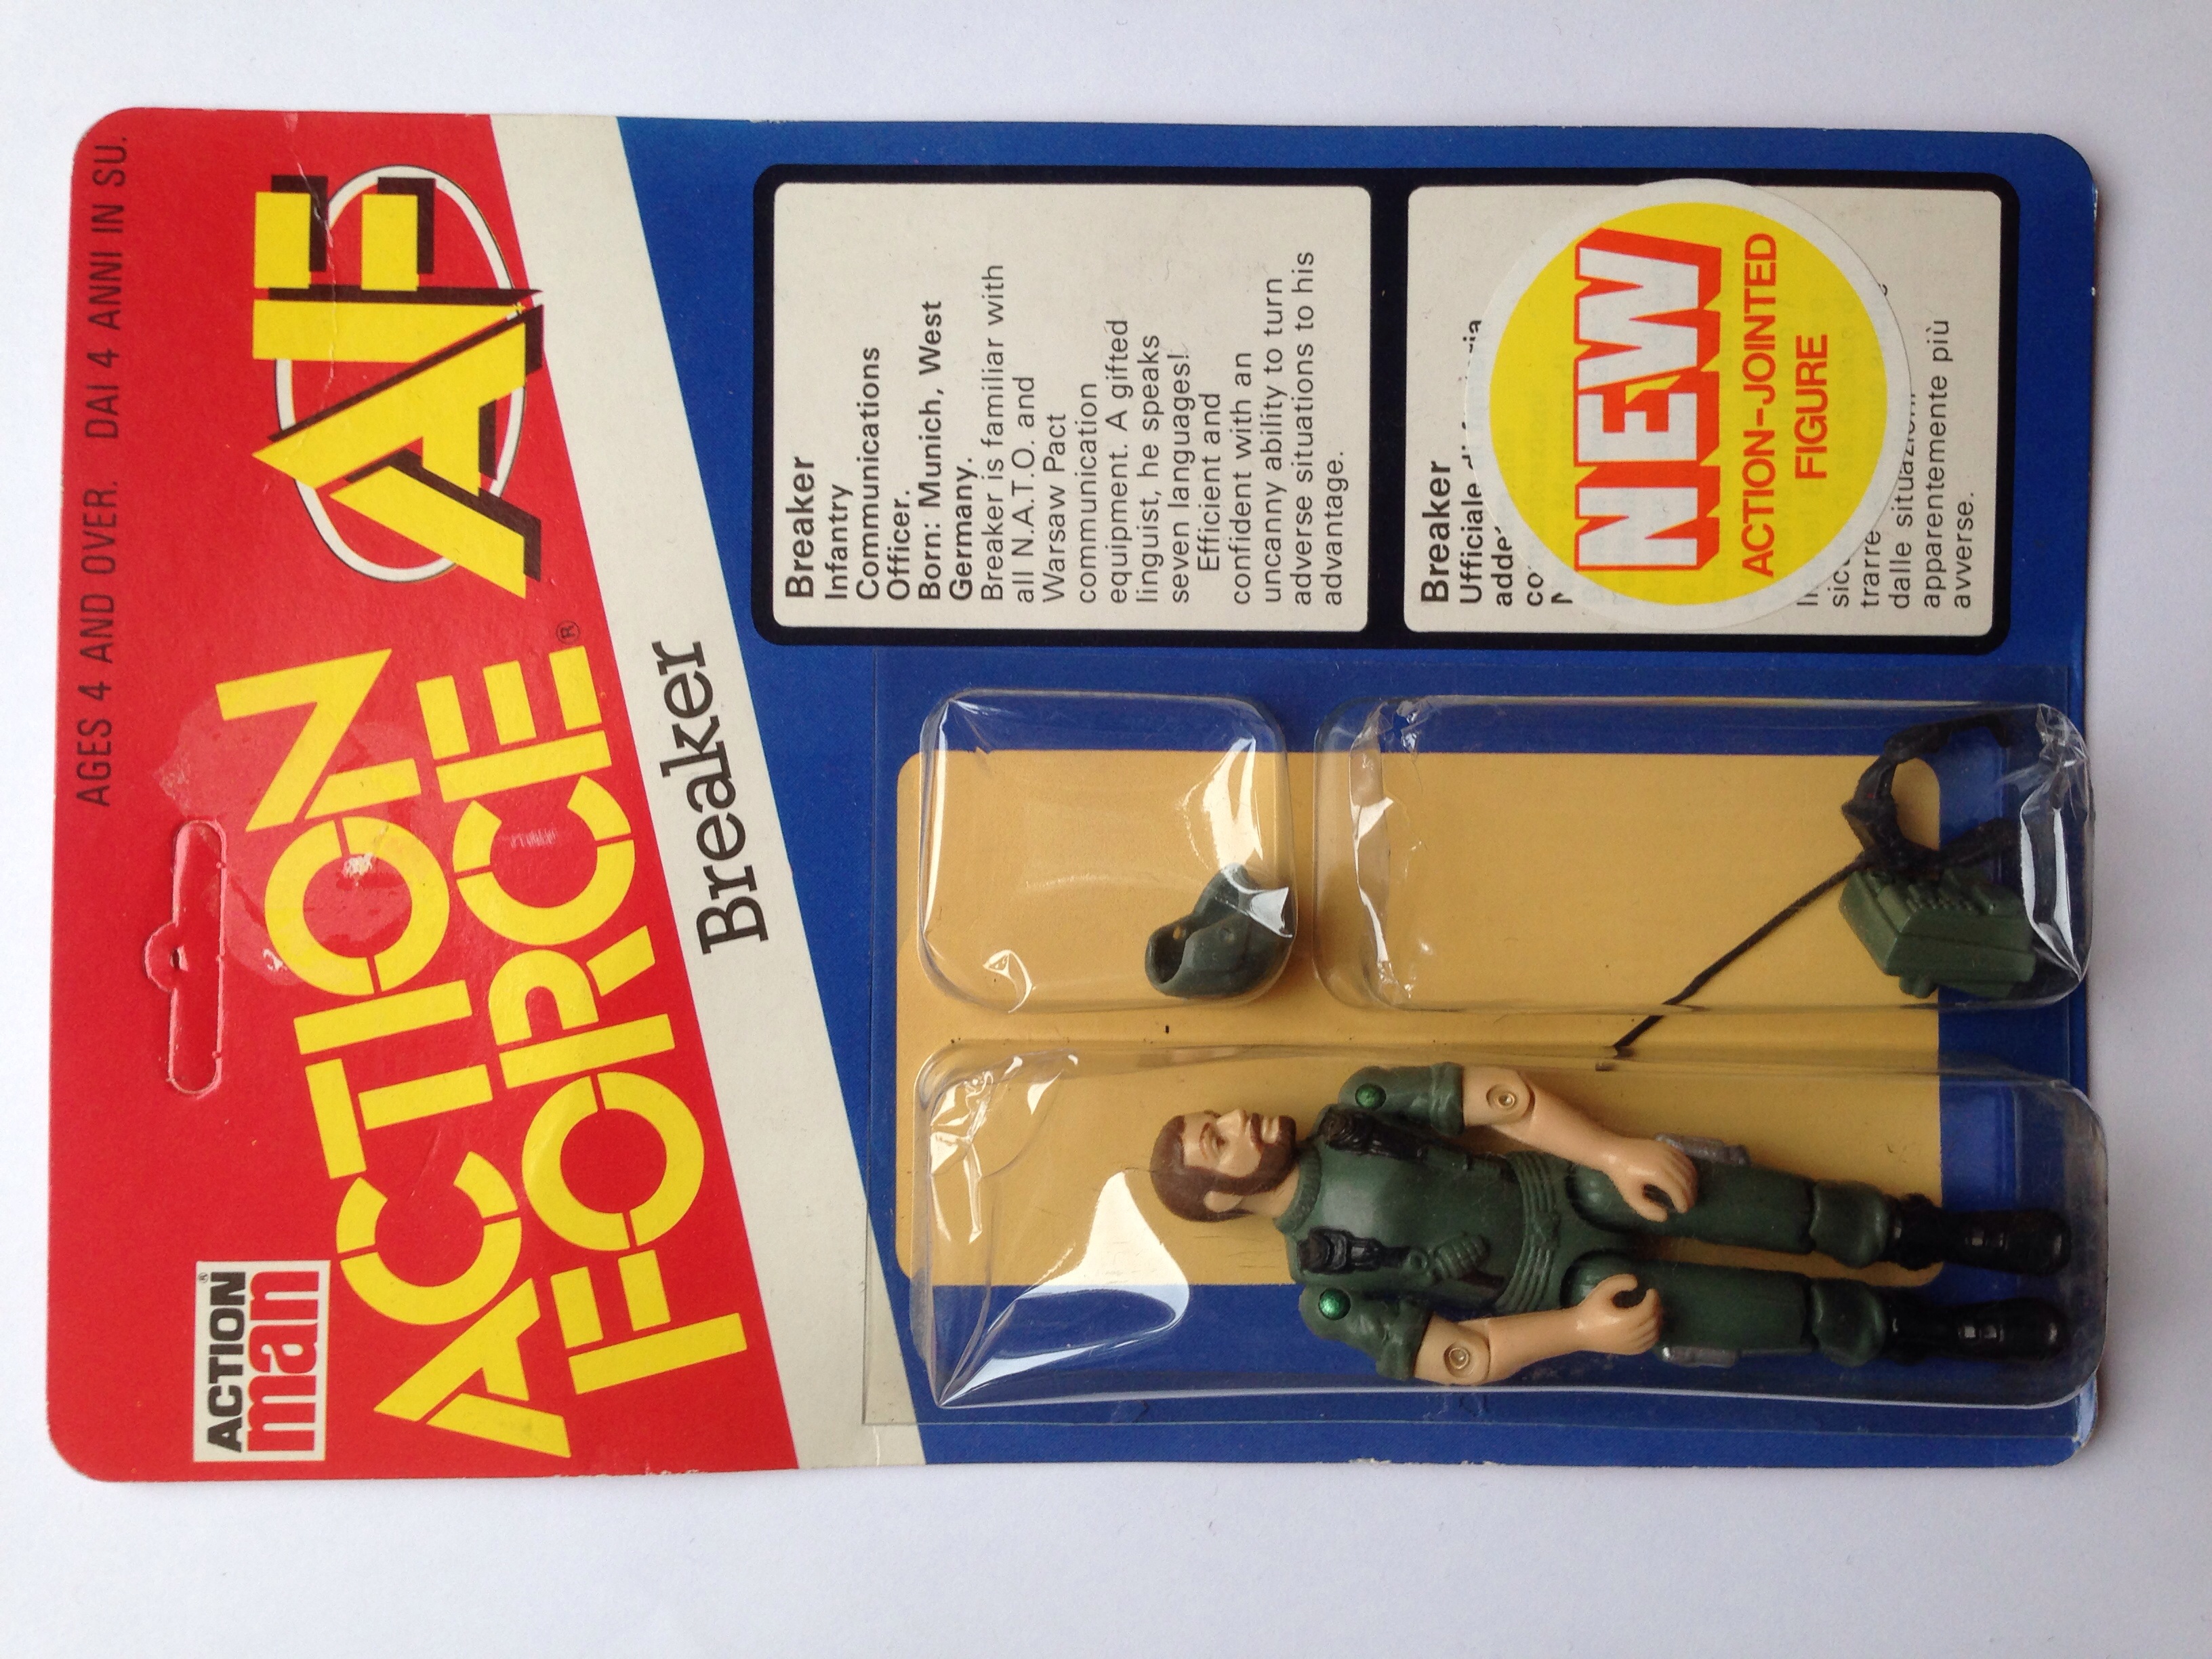 AGES 4 AND OVER. DAI 4 ANNI IN SU.
ACTION®
man
ACTION
FORCE®
AF
Breaker
Breaker
Infantry
Communications
Officer.
Born: Munich, West
Germany.
Breaker is familiar with
all N.A.T.O. and
Warsaw Pact
communication
equipment. A gifted
linguist, he speaks
seven languages!
Efficient and
confident with an
uncanny ability to turn
adverse situations to his
advantage.
Breaker
Ufficiale
trarre
dalle
apparentemente più
avverse.
NEW
ACTION-JOINTED
FIGURE